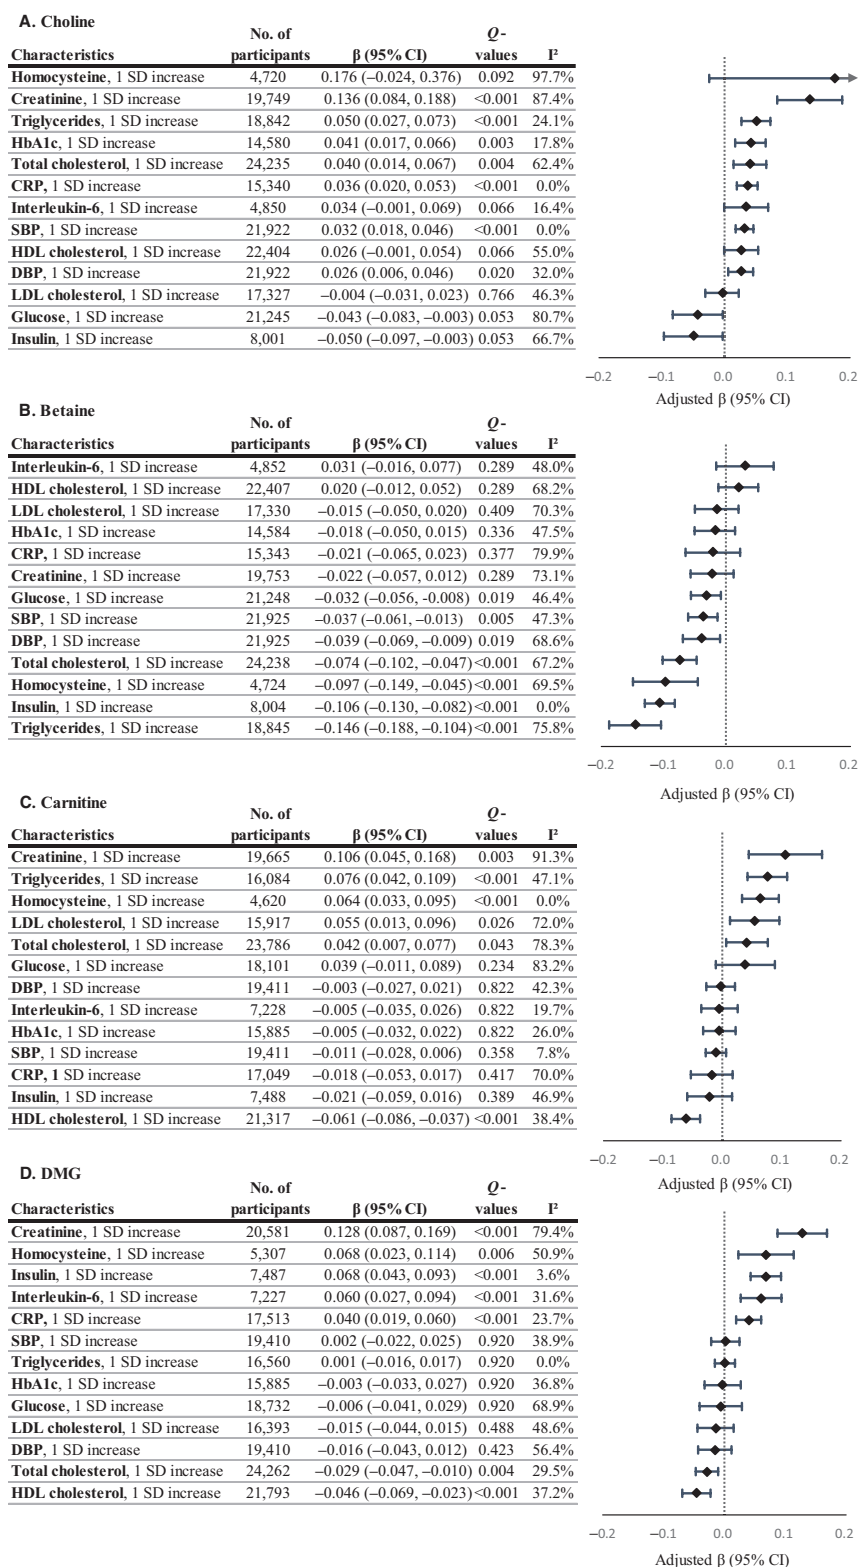 A. Choline
No. of Q-
Characteristics participants β (95% CI) values I²
Homocysteine, 1 SD increase 4,720 0.176 (–0.024, 0.376) 0.092 97.7%
Creatinine, 1 SD increase 19,749 0.136 (0.084, 0.188) <0.001 87.4%
Triglycerides, 1 SD increase 18,842 0.050 (0.027, 0.073) <0.001 24.1%
HbA1c, 1 SD increase 14,580 0.041 (0.017, 0.066) 0.003 17.8%
Total cholesterol, 1 SD increase 24,235 0.040 (0.014, 0.067) 0.004 62.4%
CRP, 1 SD increase 15,340 0.036 (0.020, 0.053) <0.001 0.0%
Interleukin-6, 1 SD increase 4,850 0.034 (–0.001, 0.069) 0.066 16.4%
SBP, 1 SD increase 21,922 0.032 (0.018, 0.046) <0.001 0.0%
HDL cholesterol, 1 SD increase 22,404 0.026 (–0.001, 0.054) 0.066 55.0%
DBP, 1 SD increase 21,922 0.026 (0.006, 0.046) 0.020 32.0%
LDL cholesterol, 1 SD increase 17,327 –0.004 (–0.031, 0.023) 0.766 46.3%
Glucose, 1 SD increase 21,245 –0.043 (–0.083, –0.003) 0.053 80.7%
Insulin, 1 SD increase 8,001 –0.050 (–0.097, –0.003) 0.053 66.7%
–0.2 –0.1 0.0 0.1 0.2
Adjusted β (95% CI)
B. Betaine
No. of Q-
Characteristics participants β (95% CI) values I²
Interleukin-6, 1 SD increase 4,852 0.031 (–0.016, 0.077) 0.289 48.0%
HDL cholesterol, 1 SD increase 22,407 0.020 (–0.012, 0.052) 0.289 68.2%
LDL cholesterol, 1 SD increase 17,330 –0.015 (–0.050, 0.020) 0.409 70.3%
HbA1c, 1 SD increase 14,584 –0.018 (–0.050, 0.015) 0.336 47.5%
CRP, 1 SD increase 15,343 –0.021 (–0.065, 0.023) 0.377 79.9%
Creatinine, 1 SD increase 19,753 –0.022 (–0.057, 0.012) 0.289 73.1%
Glucose, 1 SD increase 21,248 –0.032 (–0.056, -0.008) 0.019 46.4%
SBP, 1 SD increase 21,925 –0.037 (–0.061, –0.013) 0.005 47.3%
DBP, 1 SD increase 21,925 –0.039 (–0.069, –0.009) 0.019 68.6%
Total cholesterol, 1 SD increase 24,238 –0.074 (–0.102, –0.047) <0.001 67.2%
Homocysteine, 1 SD increase 4,724 –0.097 (–0.149, –0.045) <0.001 69.5%
Insulin, 1 SD increase 8,004 –0.106 (–0.130, –0.082) <0.001 0.0%
Triglycerides, 1 SD increase 18,845 –0.146 (–0.188, –0.104) <0.001 75.8%
–0.2 –0.1 0.0 0.1 0.2
Adjusted β (95% CI)
C. Carnitine
No. of Q-
Characteristics participants β (95% CI) values I²
Creatinine, 1 SD increase 19,665 0.106 (0.045, 0.168) 0.003 91.3%
Triglycerides, 1 SD increase 16,084 0.076 (0.042, 0.109) <0.001 47.1%
Homocysteine, 1 SD increase 4,620 0.064 (0.033, 0.095) <0.001 0.0%
LDL cholesterol, 1 SD increase 15,917 0.055 (0.013, 0.096) 0.026 72.0%
Total cholesterol, 1 SD increase 23,786 0.042 (0.007, 0.077) 0.043 78.3%
Glucose, 1 SD increase 18,101 0.039 (–0.011, 0.089) 0.234 83.2%
DBP, 1 SD increase 19,411 –0.003 (–0.027, 0.021) 0.822 42.3%
Interleukin-6, 1 SD increase 7,228 –0.005 (–0.035, 0.026) 0.822 19.7%
HbA1c, 1 SD increase 15,885 –0.005 (–0.032, 0.022) 0.822 26.0%
SBP, 1 SD increase 19,411 –0.011 (–0.028, 0.006) 0.358 7.8%
CRP, 1 SD increase 17,049 –0.018 (–0.053, 0.017) 0.417 70.0%
Insulin, 1 SD increase 7,488 –0.021 (–0.059, 0.016) 0.389 46.9%
HDL cholesterol, 1 SD increase 21,317 –0.061 (–0.086, –0.037) <0.001 38.4%
–0.2 –0.1 0.0 0.1 0.2
Adjusted β (95% CI)
D. DMG
No. of Q-
Characteristics participants β (95% CI) values I²
Creatinine, 1 SD increase 20,581 0.128 (0.087, 0.169) <0.001 79.4%
Homocysteine, 1 SD increase 5,307 0.068 (0.023, 0.114) 0.006 50.9%
Insulin, 1 SD increase 7,487 0.068 (0.043, 0.093) <0.001 3.6%
Interleukin-6, 1 SD increase 7,227 0.060 (0.027, 0.094) <0.001 31.6%
CRP, 1 SD increase 17,513 0.040 (0.019, 0.060) <0.001 23.7%
SBP, 1 SD increase 19,410 0.002 (–0.022, 0.025) 0.920 38.9%
Triglycerides, 1 SD increase 16,560 0.001 (–0.016, 0.017) 0.920 0.0%
HbA1c, 1 SD increase 15,885 –0.003 (–0.033, 0.027) 0.920 36.8%
Glucose, 1 SD increase 18,732 –0.006 (–0.041, 0.029) 0.920 68.9%
LDL cholesterol, 1 SD increase 16,393 –0.015 (–0.044, 0.015) 0.488 48.6%
DBP, 1 SD increase 19,410 –0.016 (–0.043, 0.012) 0.423 56.4%
Total cholesterol, 1 SD increase 24,262 –0.029 (–0.047, –0.010) 0.004 29.5%
HDL cholesterol, 1 SD increase 21,793 –0.046 (–0.069, –0.023) <0.001 37.2%
–0.2 –0.1 0.0 0.1 0.2
Adjusted β (95% CI)